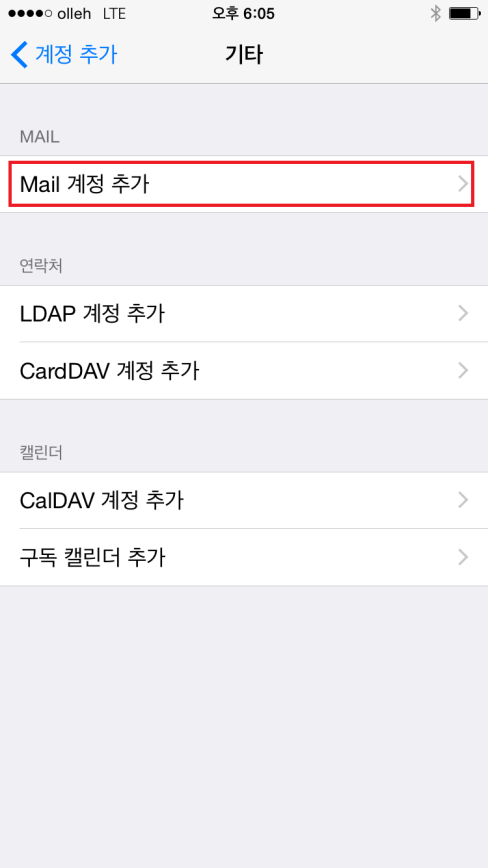 olleh LTE 오후 6:05
계정 추가 기타
MAIL
Mail 계정 추가
연락처
LDAP 계정 추가
CardDAV 계정 추가
캘린더
CalDAV 계정 추가
구독 캘린더 추가